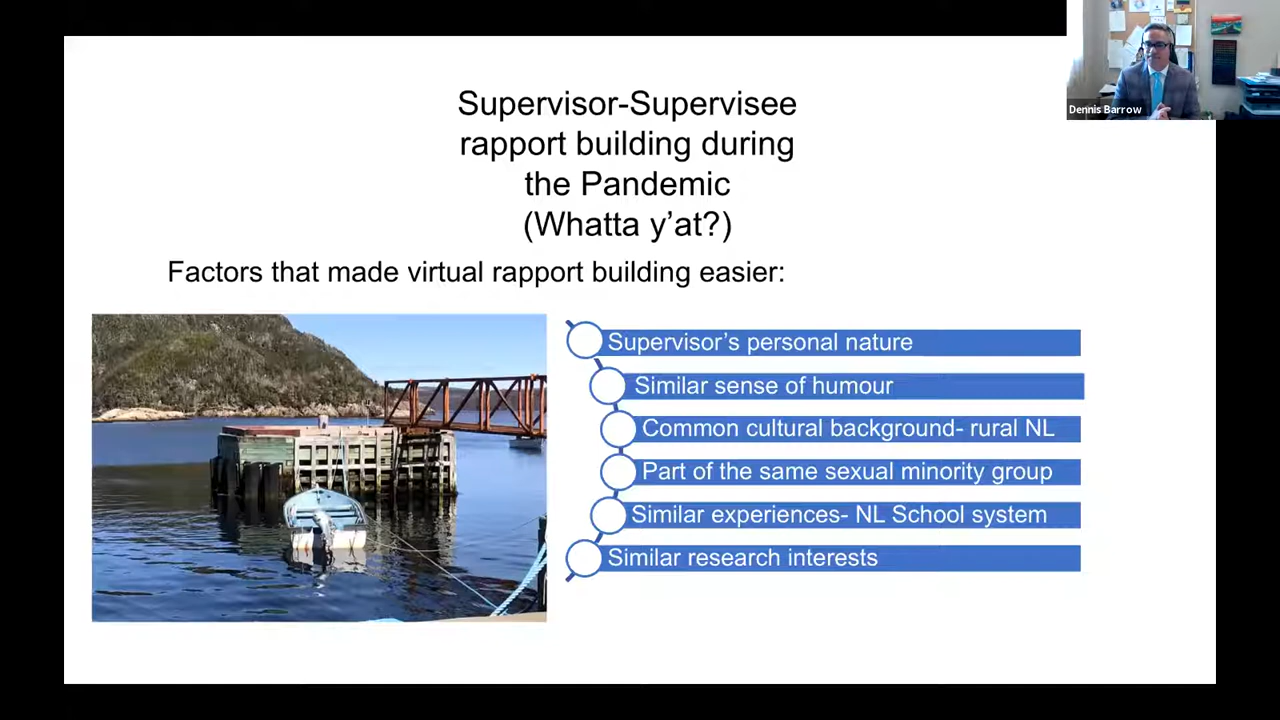 Supervisor-Supervisee
rapport building during
the Pandemic
(Whatta y’at?)
Factors that made virtual rapport building easier:
Supervisor’s personal nature
Similar sense of humour
Common cultural background- rural NL
Part of the same sexual minority group
Similar experiences- NL School system
Similar research interests
Dennis Barrow